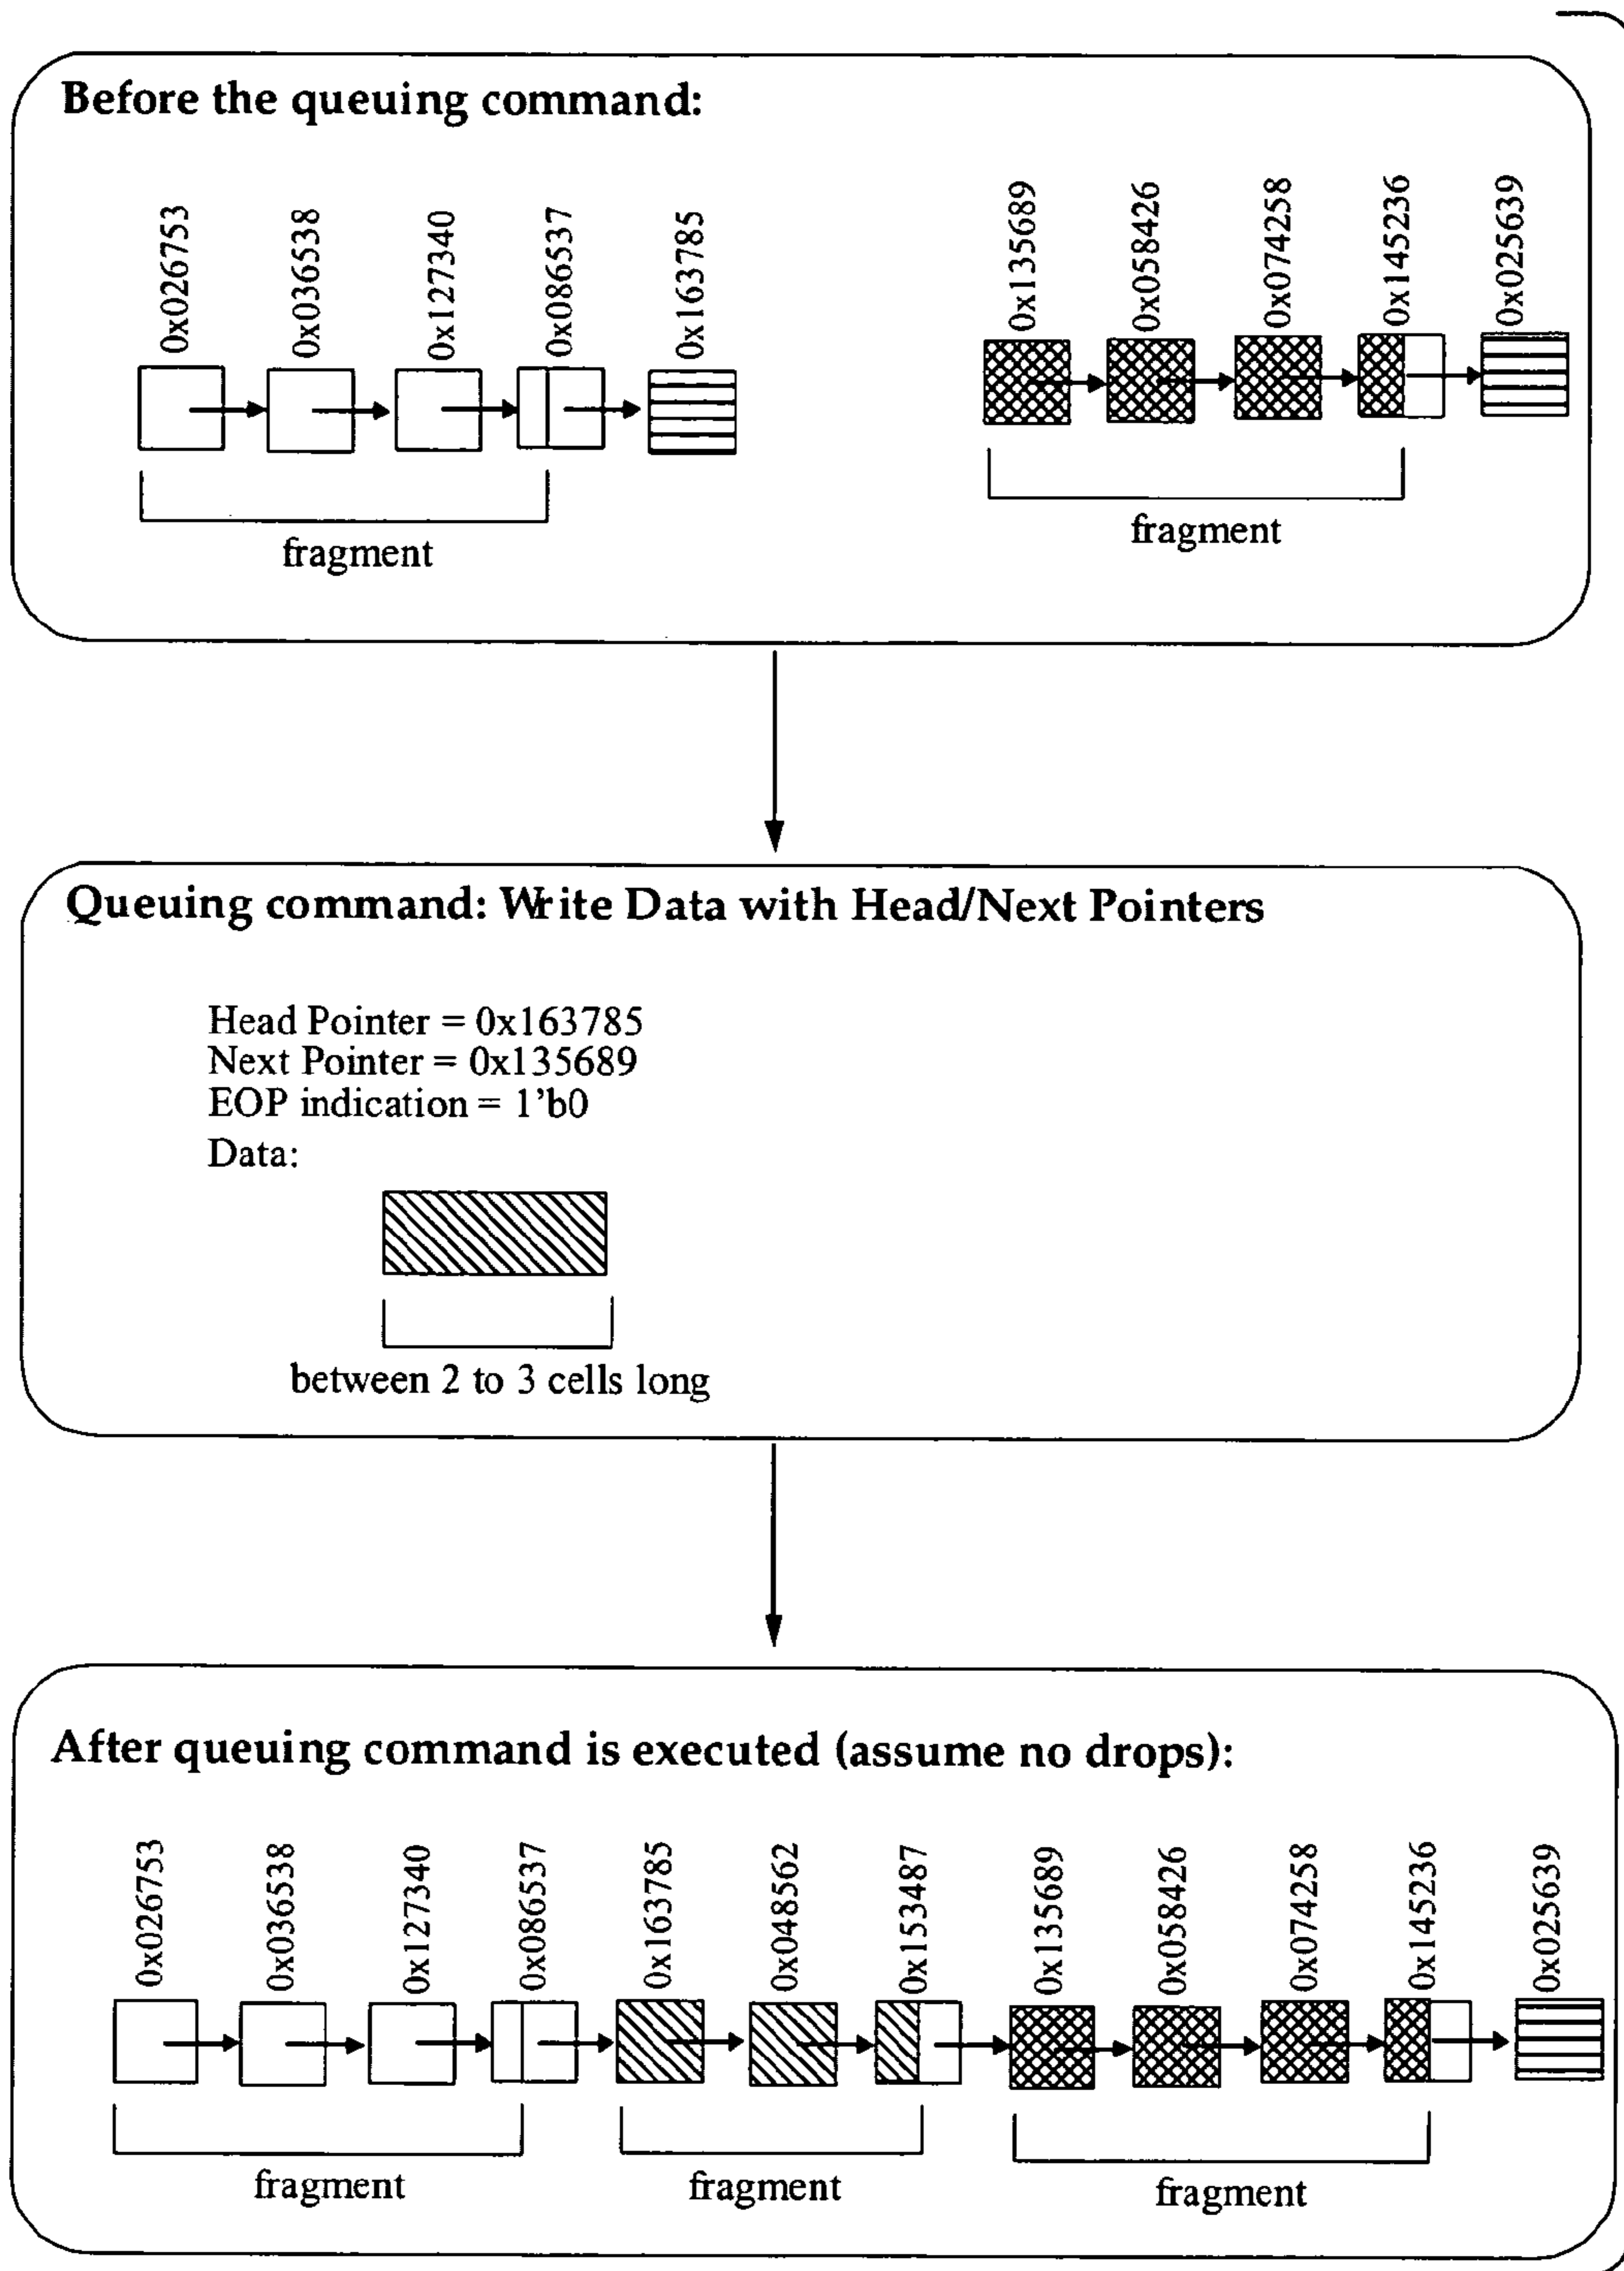 Before the queuing command:
0x026753
0x036538
0x127340
0x086537
0x163785
0x135689
0x058426
0x074258
0x145236
0x025639
fragment
fragment
Queuing command: Write Data with Head/Next Pointers
Head Pointer = 0x163785
Next Pointer = 0x135689
EOP indication = 1’b0
Data:
between 2 to 3 cells long
After queuing command is executed (assume no drops):
0x026753
0x036538
0x127340
0x086537
0x163785
0x048562
0x153487
0x135689
0x058426
0x074258
0x145236
0x025639
fragment
fragment
fragment